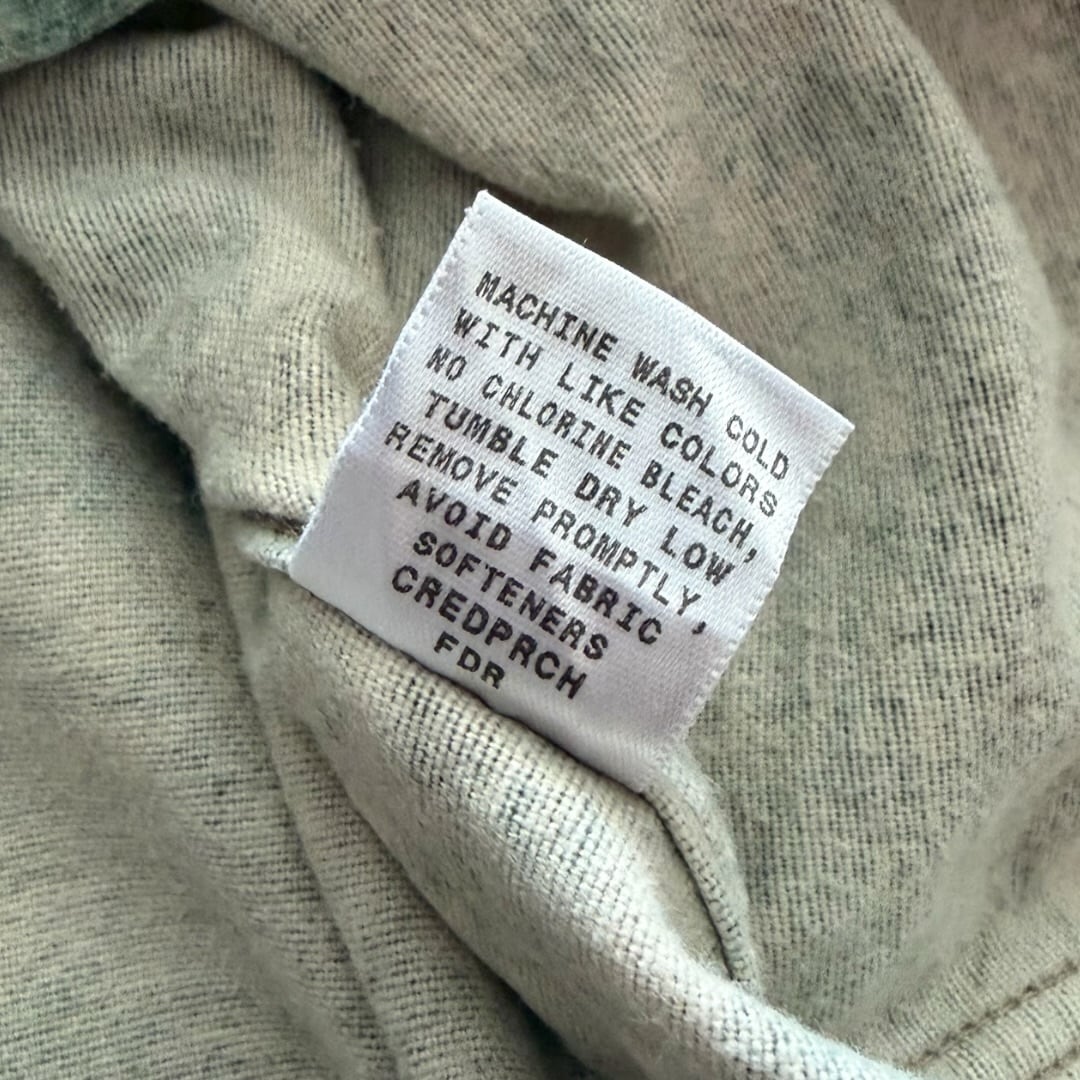 MACHINE WASH COLD
WITH LIKE COLORS
NO CHLORINE BLEACH,
TUMBLE DRY LOW
REMOVE PROMPTLY,
AVOID FABRIC
SOFTENERS
CREDPRCH
FDR